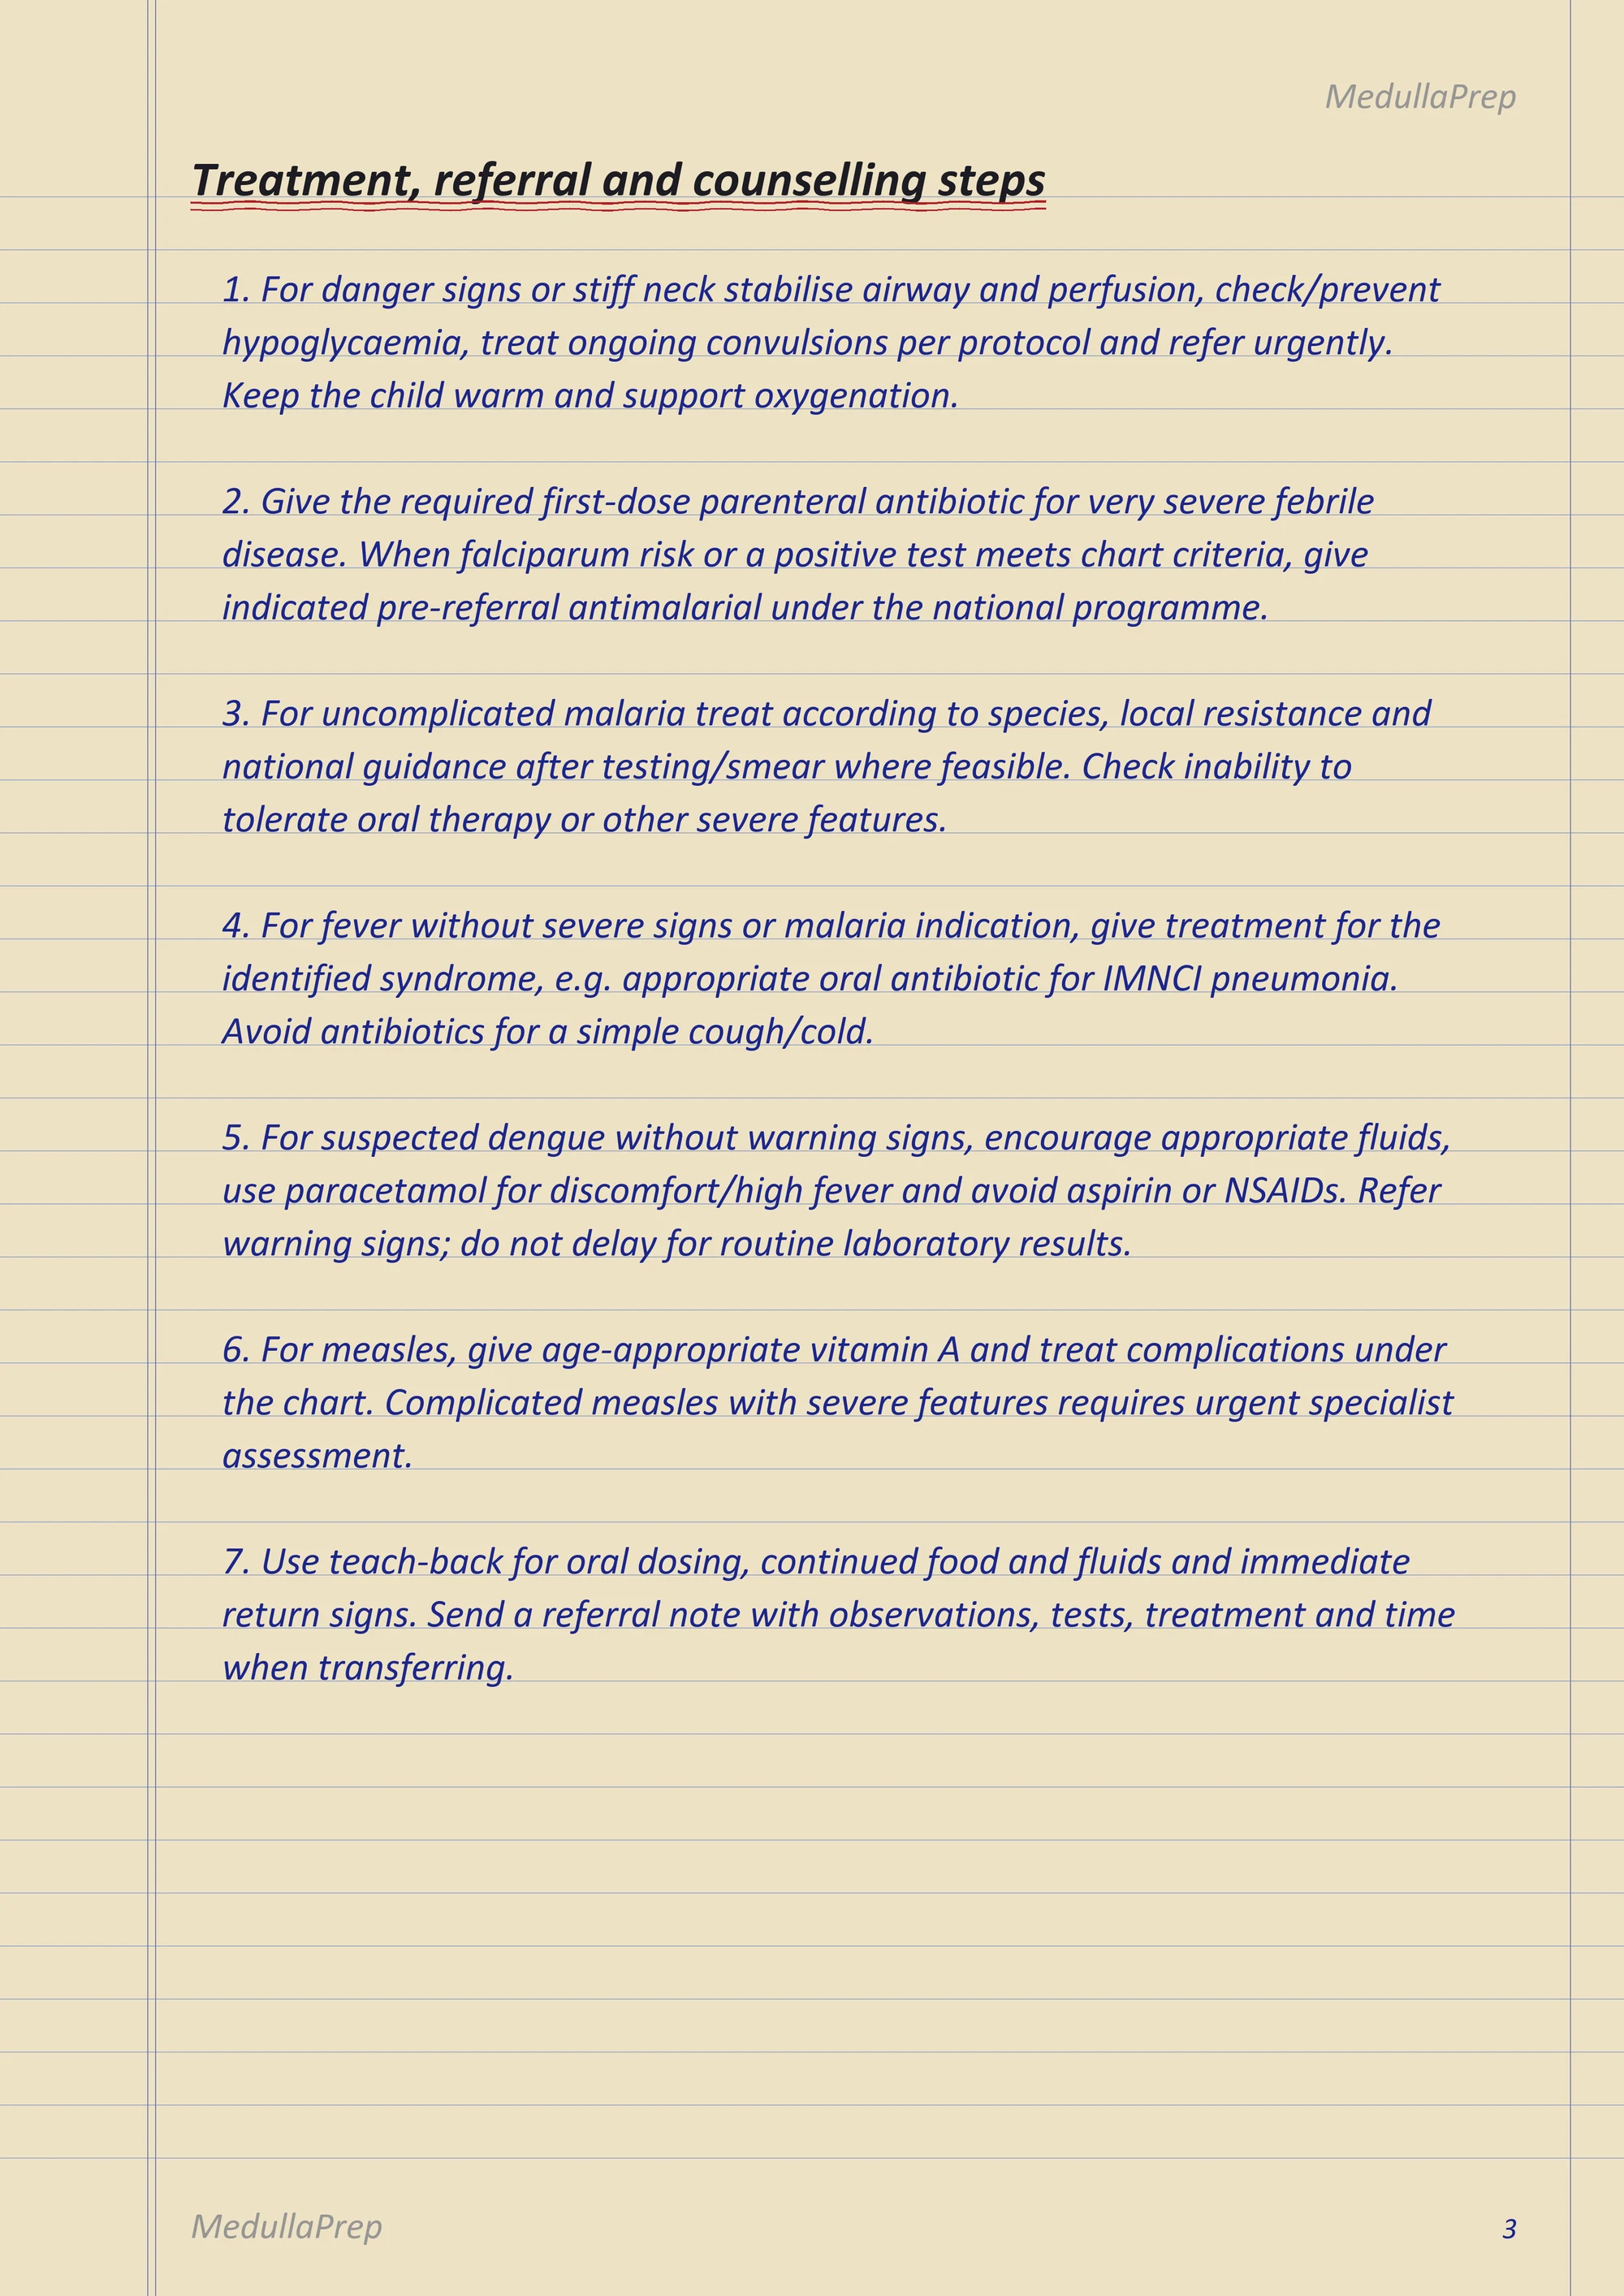 MedullaPrep
Treatment, referral and counselling steps
1. For danger signs or stiff neck stabilise airway and perfusion, check/prevent
hypoglycaemia, treat ongoing convulsions per protocol and refer urgently.
Keep the child warm and support oxygenation.
2. Give the required first-dose parenteral antibiotic for very severe febrile
disease. When falciparum risk or a positive test meets chart criteria, give
indicated pre-referral antimalarial under the national programme.
3. For uncomplicated malaria treat according to species, local resistance and
national guidance after testing/smear where feasible. Check inability to
tolerate oral therapy or other severe features.
4. For fever without severe signs or malaria indication, give treatment for the
identified syndrome, e.g. appropriate oral antibiotic for IMNCI pneumonia.
Avoid antibiotics for a simple cough/cold.
5. For suspected dengue without warning signs, encourage appropriate fluids,
use paracetamol for discomfort/high fever and avoid aspirin or NSAIDs. Refer
warning signs; do not delay for routine laboratory results.
6. For measles, give age-appropriate vitamin A and treat complications under
the chart. Complicated measles with severe features requires urgent specialist
assessment.
7. Use teach-back for oral dosing, continued food and fluids and immediate
return signs. Send a referral note with observations, tests, treatment and time
when transferring.
MedullaPrep
3